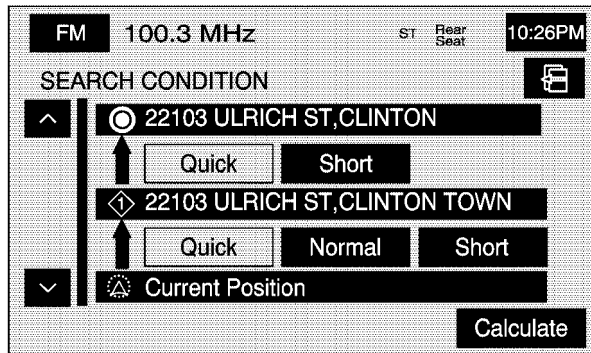 FM 100.3 MHz ST Rear Seat 10:26PM
SEARCH CONDITION
22103 ULRICH ST,CLINTON
Quick Short
1 22103 ULRICH ST,CLINTON TOWN
Quick Normal Short
Current Position
Calculate